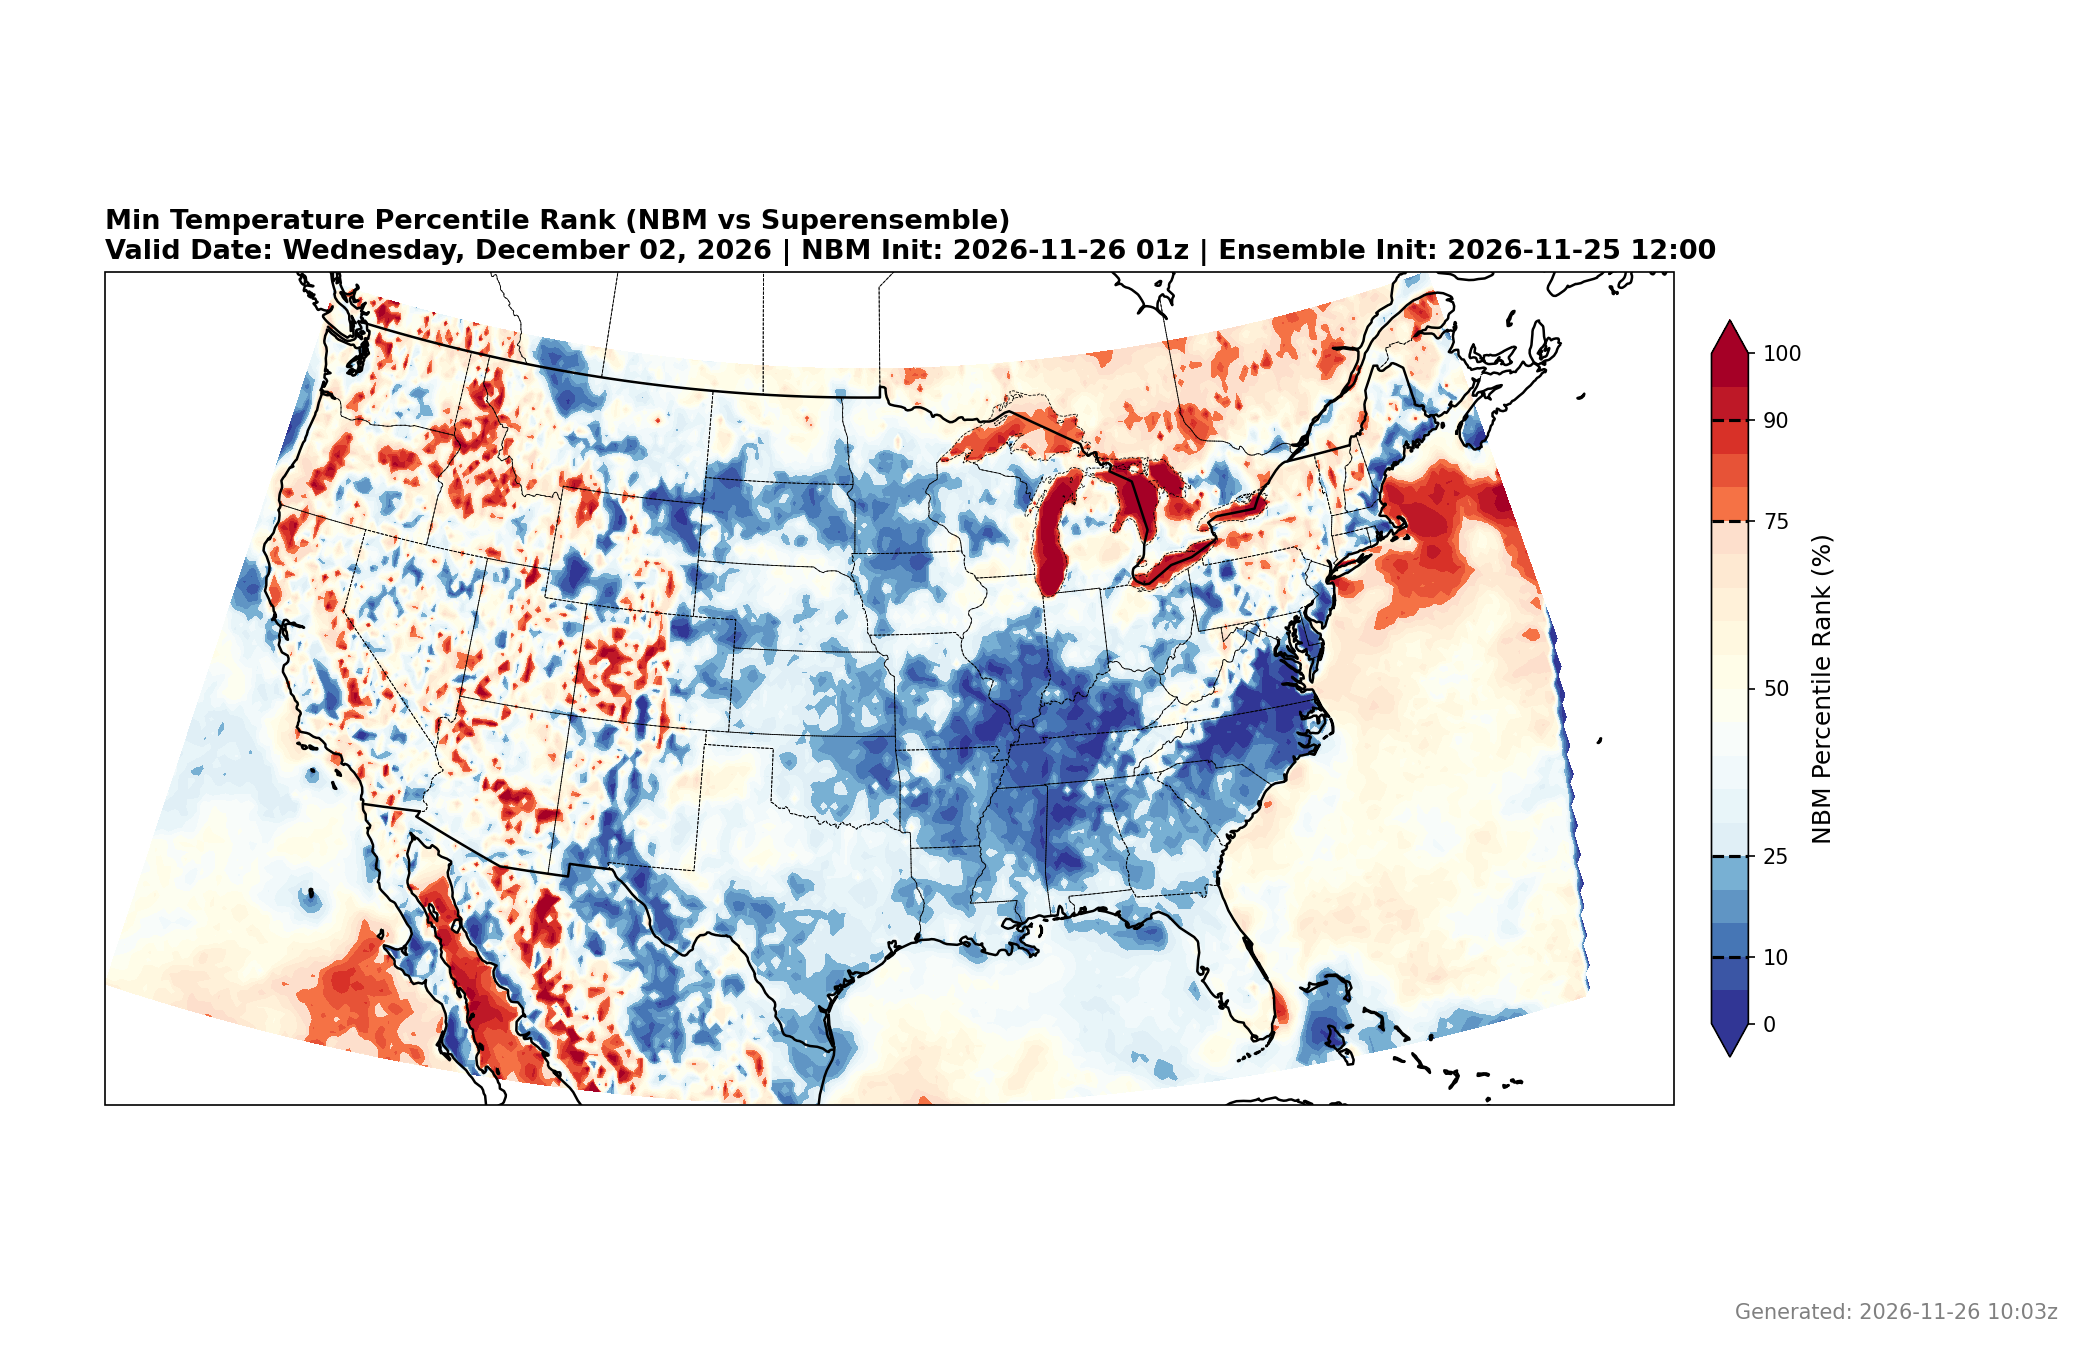 Min Temperature Percentile Rank (NBM vs Superensemble)
Valid Date: Wednesday, December 02, 2026 | NBM Init: 2026-11-26 01z | Ensemble Init: 2026-11-25 12:00
100
90
75
50
25
10
0
NBM Percentile Rank (%)
Generated: 2026-11-26 10:03z